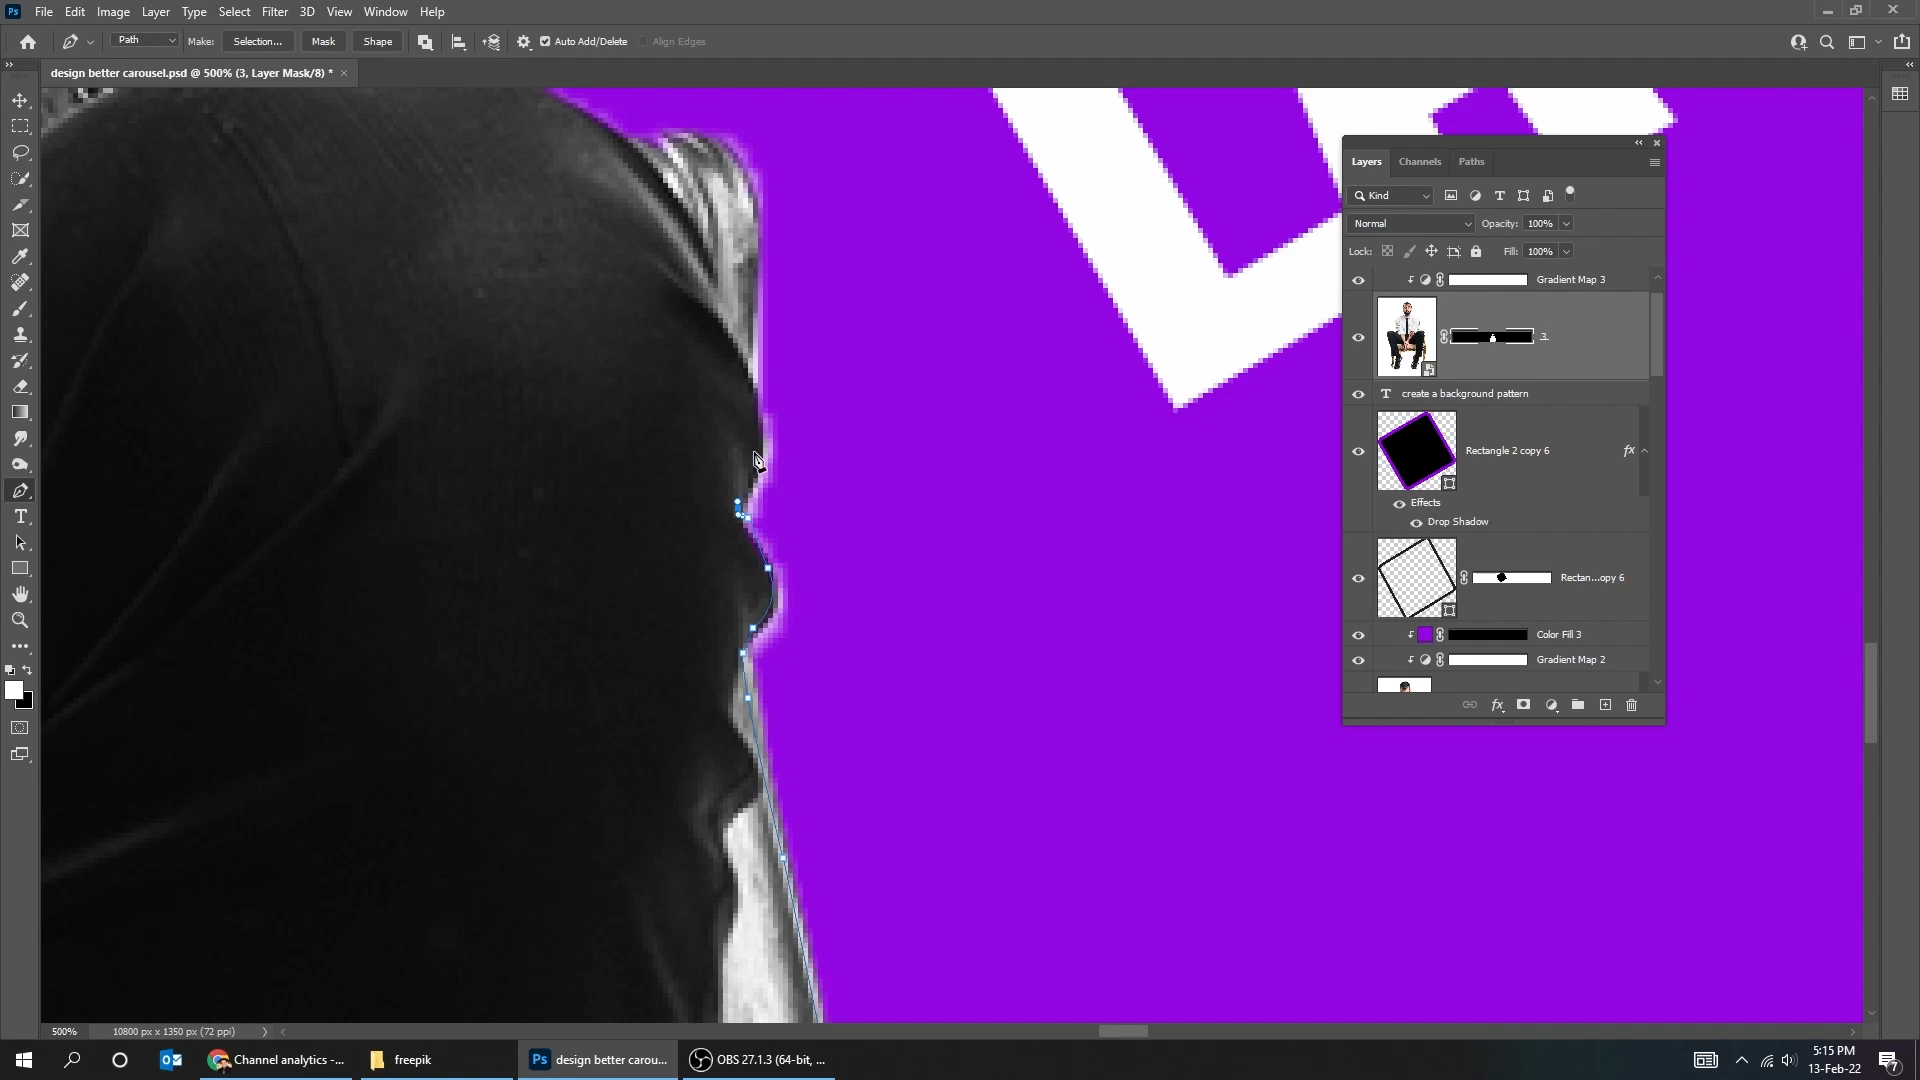 Ps File Edit Image Layer Type Select Filter 3D View Window Help
Path Make: Selection... Mask Shape Auto Add/Delete Align Edges
design better carousel.psd @ 500% (3, Layer Mask/8) * ×
Layers Channels Paths
Kind
Normal Opacity: 100%
Lock: Fill: 100%
Gradient Map 3
3
T create a background pattern
Rectangle 2 copy 6 fx
Effects
Drop Shadow
Rectan...opy 6
Color Fill 3
Gradient Map 2
fx
500% 10800 px x 1350 px (72 ppi)
Channel analytics -... freepik Ps design better carou... OBS 27.1.3 (64-bit, ...
5:15 PM
13-Feb-22
7